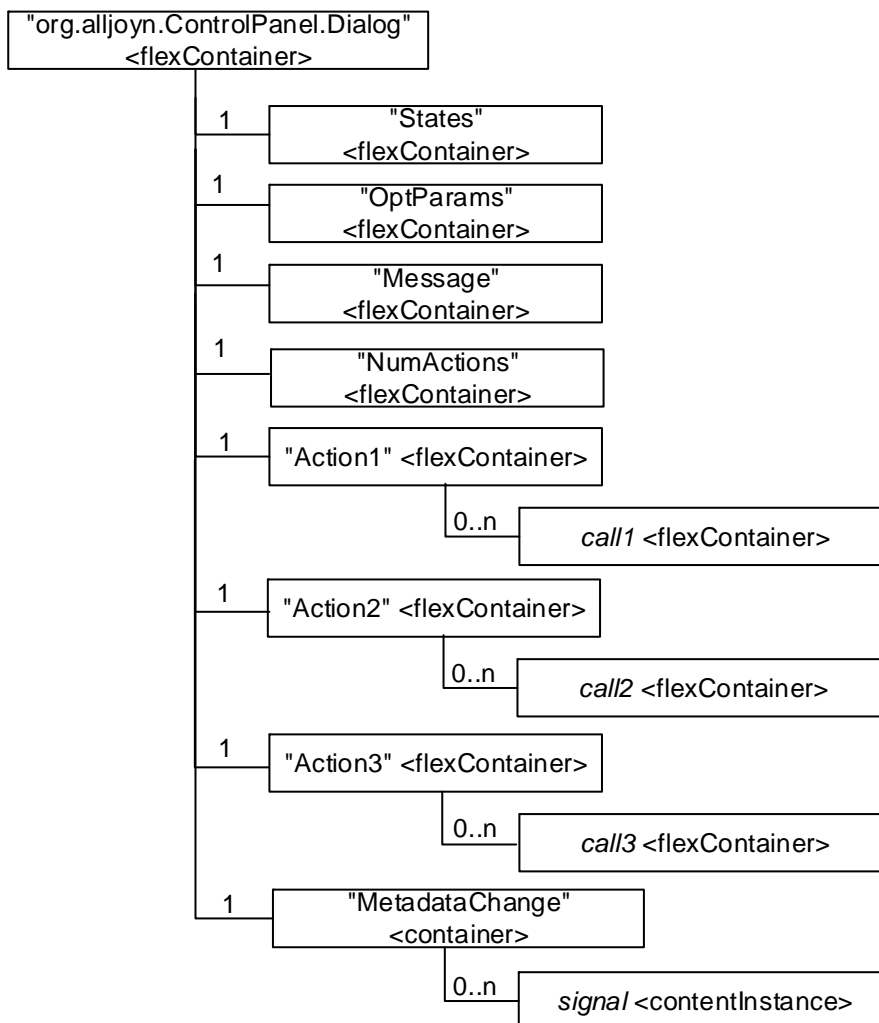 "org.alljoyn.ControlPanel.Dialog"
<flexContainer>
1
"States"
<flexContainer>
1
"OptParams"
<flexContainer>
1
"Message"
<flexContainer>
1
"NumActions"
<flexContainer>
1
"Action1" <flexContainer>
0..n
call1 <flexContainer>
1
"Action2" <flexContainer>
0..n
call2 <flexContainer>
1
"Action3" <flexContainer>
0..n
call3 <flexContainer>
1
"MetadataChange"
<container>
0..n
signal <contentInstance>